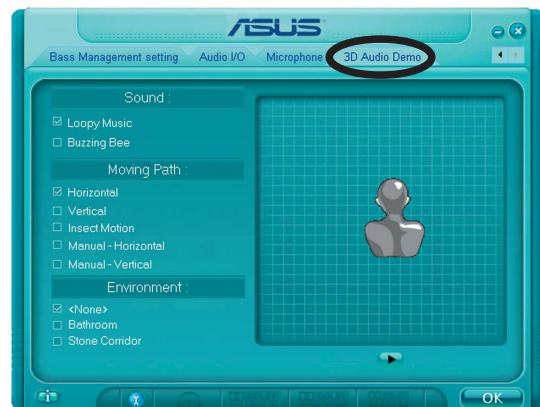 ASUS
Bass Management setting Audio I/O Microphone 3D Audio Demo
Sound :
Loopy Music
Buzzing Bee
Moving Path :
Horizontal
Vertical
Insect Motion
Manual - Horizontal
Manual - Vertical
Environment :
<None>
Bathroom
Stone Corridor
OK